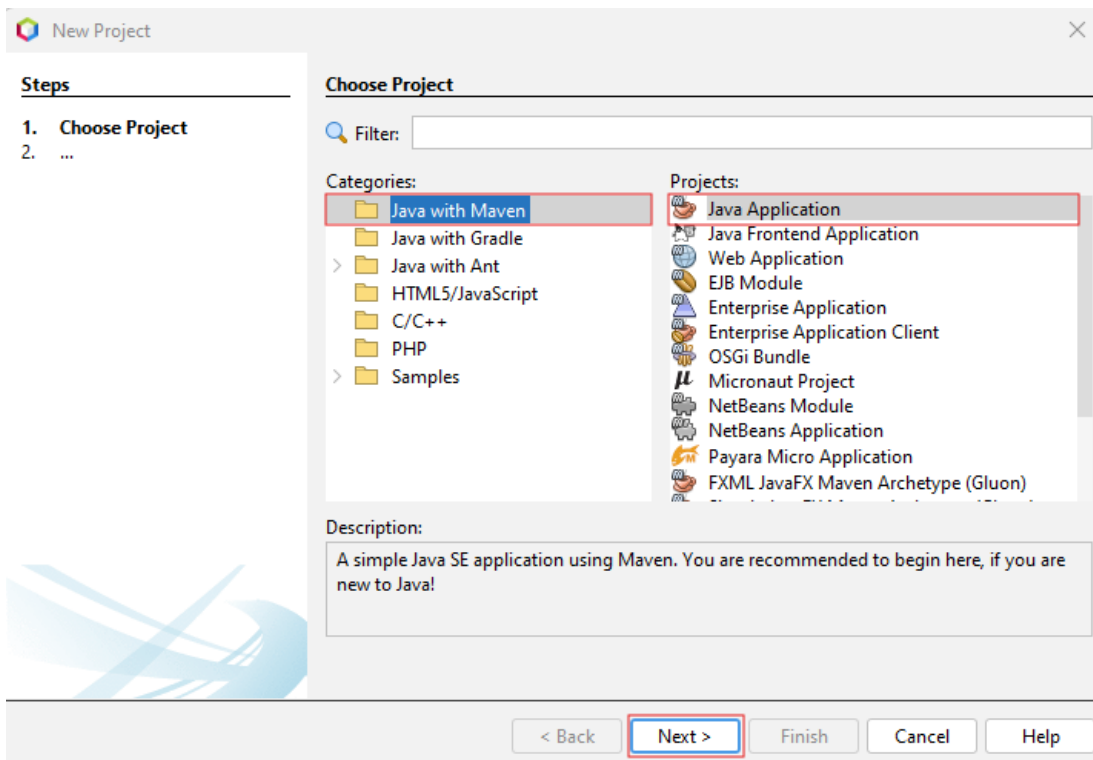 New Project
Steps
1. Choose Project
2. ...
Choose Project
Filter:
Categories:
Java with Maven
Java with Gradle
Java with Ant
HTML5/JavaScript
C/C++
PHP
Samples
Projects:
Java Application
Java Frontend Application
Web Application
EJB Module
Enterprise Application
Enterprise Application Client
OSGi Bundle
Micronaut Project
NetBeans Module
NetBeans Application
Payara Micro Application
FXML JavaFX Maven Archetype (Gluon)
Description:
A simple Java SE application using Maven. You are recommended to begin here, if you are
new to Java!
< Back
Next >
Finish
Cancel
Help